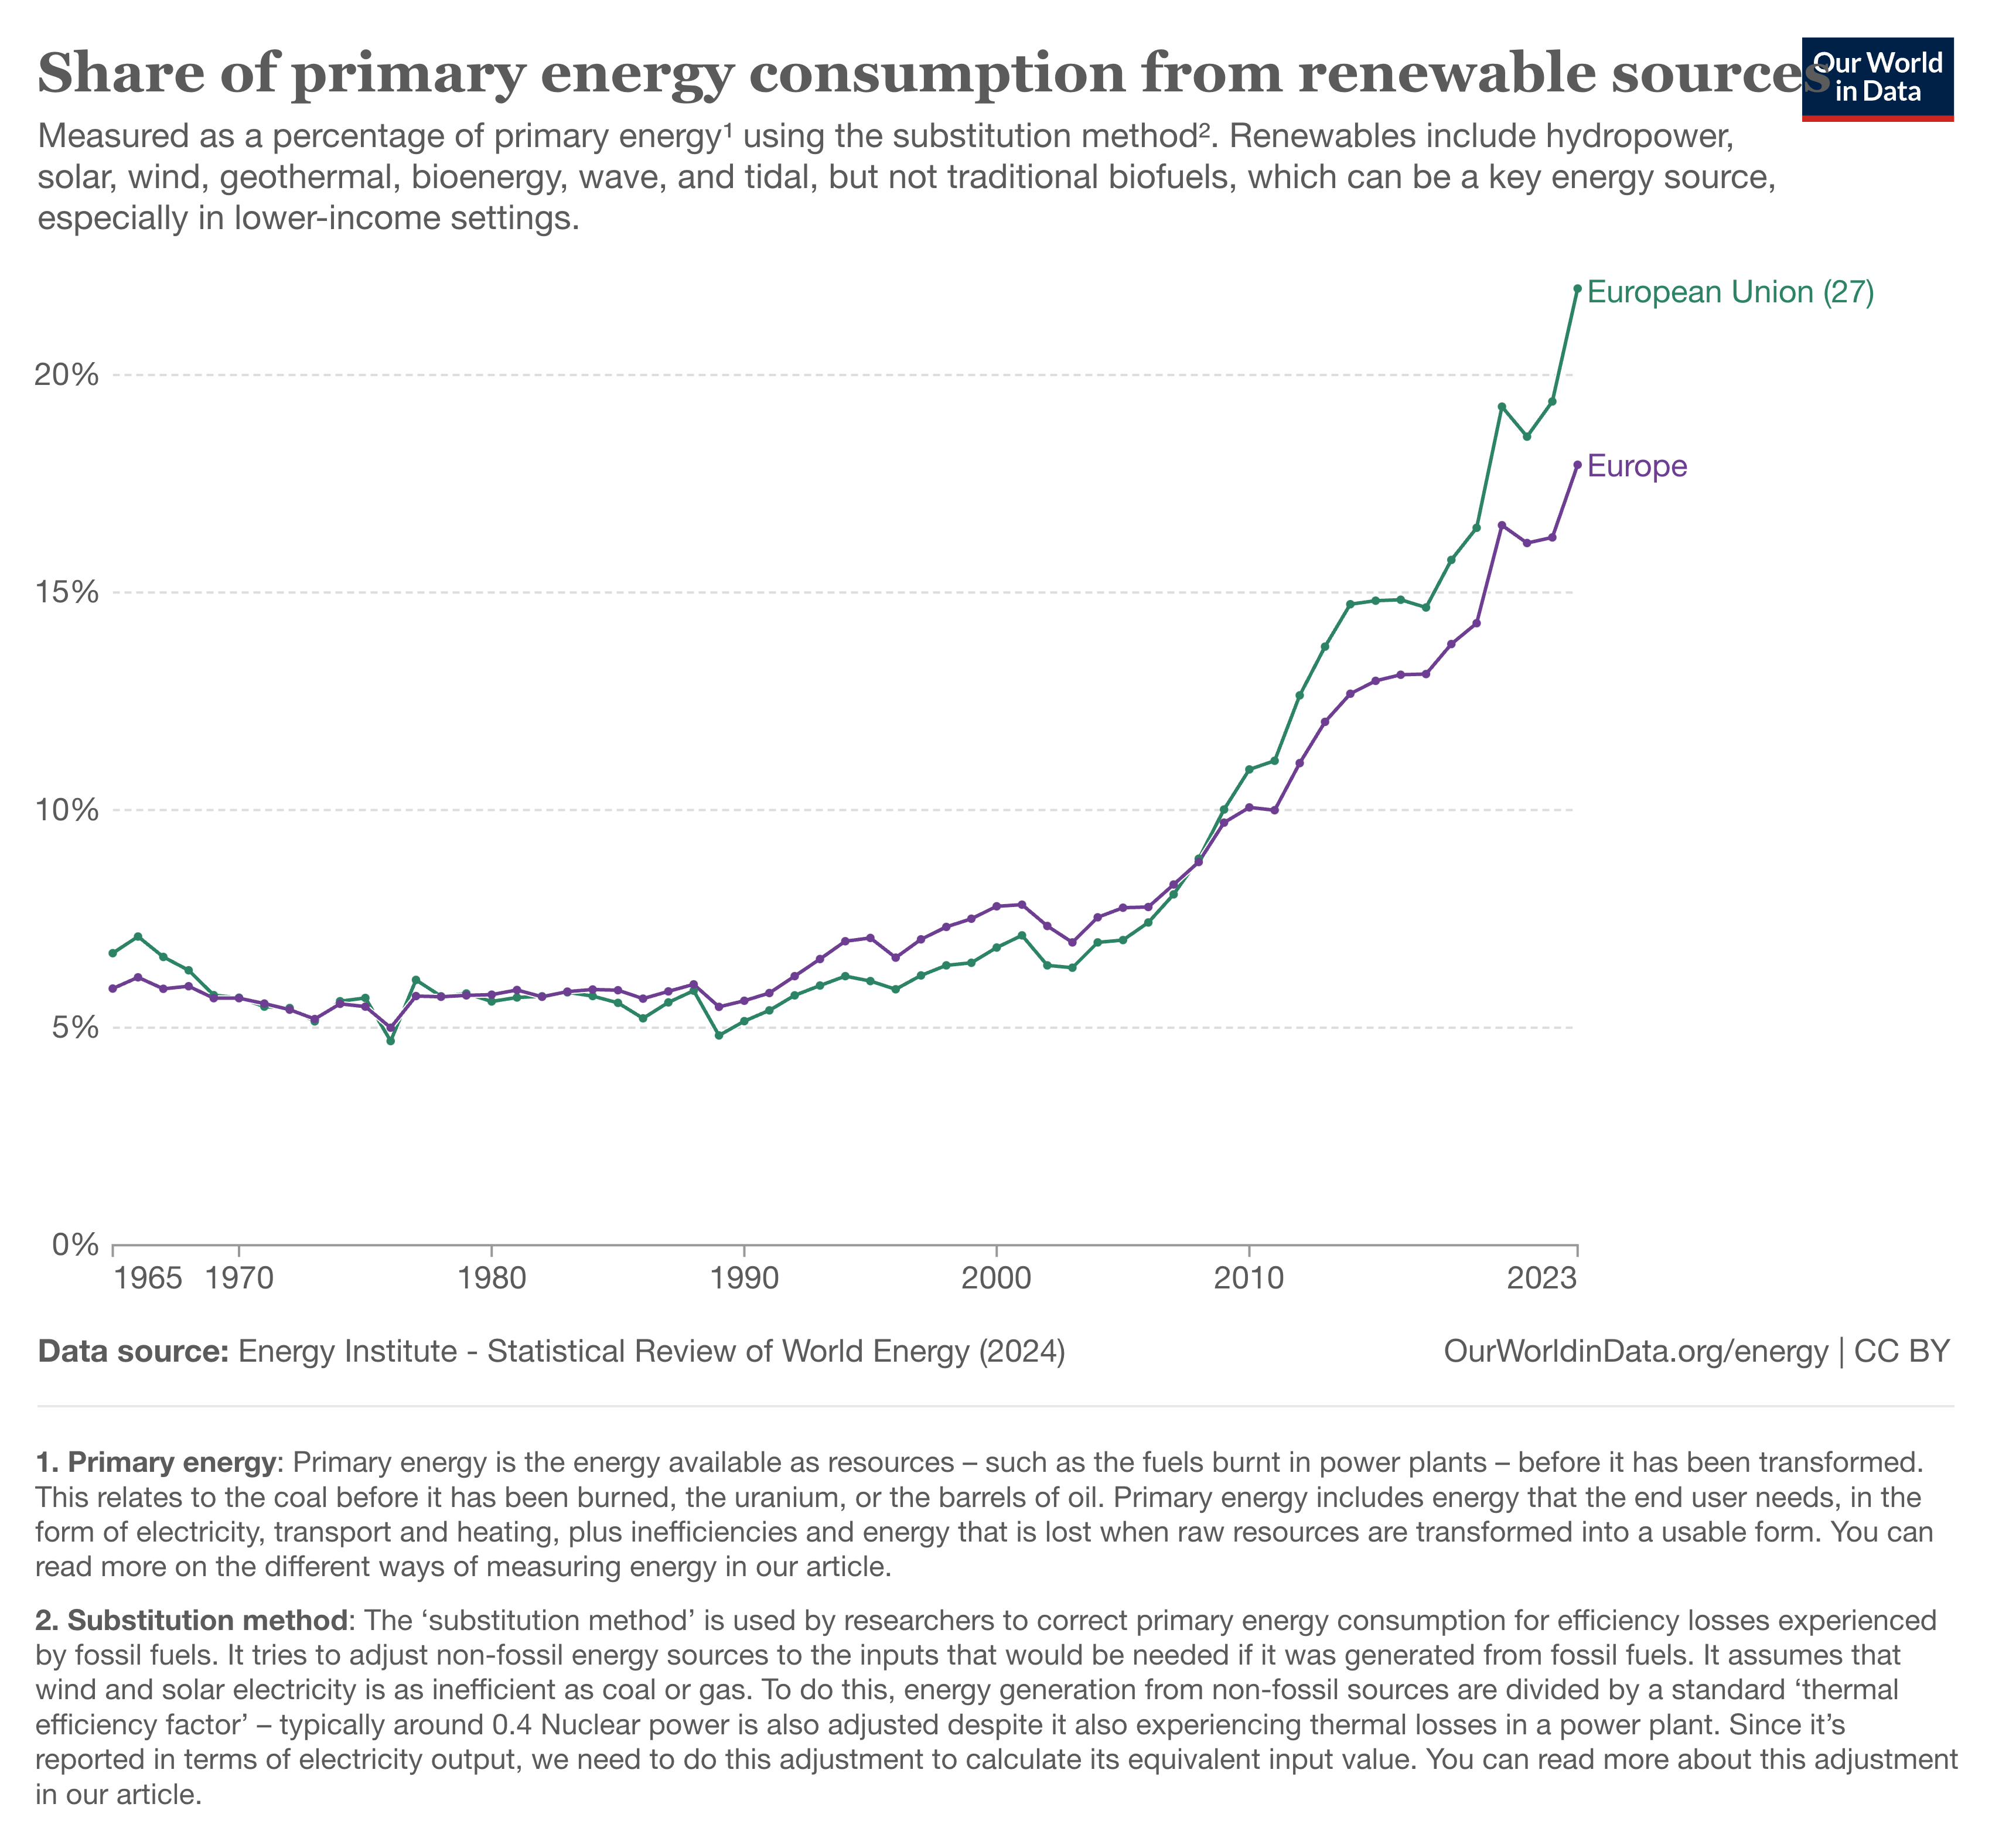 Share of primary energy consumption from renewable sources
Our World
in Data
Measured as a percentage of primary energy¹ using the substitution method². Renewables include hydropower,
solar, wind, geothermal, bioenergy, wave, and tidal, but not traditional biofuels, which can be a key energy source,
especially in lower-income settings.
European Union (27)
20%
Europe
15%
10%
5%
0%
1965 1970 1980 1990 2000 2010 2023
Data source: Energy Institute - Statistical Review of World Energy (2024) OurWorldinData.org/energy | CC BY
1. Primary energy: Primary energy is the energy available as resources – such as the fuels burnt in power plants – before it has been transformed.
This relates to the coal before it has been burned, the uranium, or the barrels of oil. Primary energy includes energy that the end user needs, in the
form of electricity, transport and heating, plus inefficiencies and energy that is lost when raw resources are transformed into a usable form. You can
read more on the different ways of measuring energy in our article.
2. Substitution method: The ‘substitution method’ is used by researchers to correct primary energy consumption for efficiency losses experienced
by fossil fuels. It tries to adjust non-fossil energy sources to the inputs that would be needed if it was generated from fossil fuels. It assumes that
wind and solar electricity is as inefficient as coal or gas. To do this, energy generation from non-fossil sources are divided by a standard ‘thermal
efficiency factor’ – typically around 0.4 Nuclear power is also adjusted despite it also experiencing thermal losses in a power plant. Since it’s
reported in terms of electricity output, we need to do this adjustment to calculate its equivalent input value. You can read more about this adjustment
in our article.